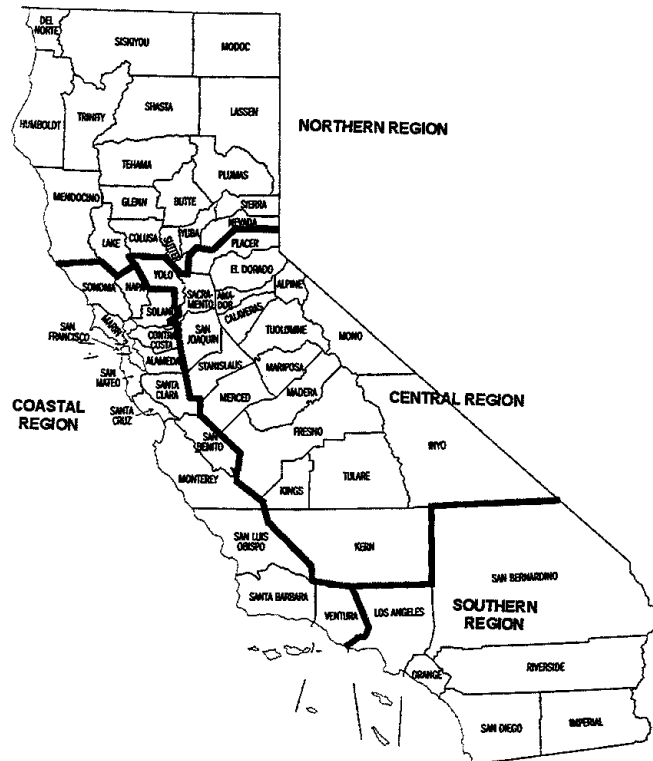 DEL
NORTE
SISKIYOU
MODOC
HUMBOLDT
TRINITY
SHASTA
LASSEN
NORTHERN REGION
TEHAMA
PLUMAS
MENDOCINO
GLENN
BUTTE
SIERRA
NEVADA
YUBA
LAKE
COLUSA
SUTTER
PLACER
YOLO
EL DORADO
SONOMA
NAPA
SACRA-
MENTO
AMA-
DOR
ALPINE
SOLANO
CALAVERAS
MARIN
SAN
FRANCISCO
CONTRA
COSTA
SAN
JOAQUIN
TUOLUMNE
MONO
ALAMEDA
STANISLAUS
MARIPOSA
SAN
MATEO
SANTA
CLARA
MERCED
MADERA
COASTAL
REGION
SANTA
CRUZ
CENTRAL REGION
SAN
BENITO
FRESNO
INYO
MONTEREY
KINGS
TULARE
SAN LUIS
OBISPO
KERN
SAN BERNARDINO
SANTA BARBARA
VENTURA
LOS ANGELES
SOUTHERN
REGION
ORANGE
RIVERSIDE
SAN DIEGO
IMPERIAL